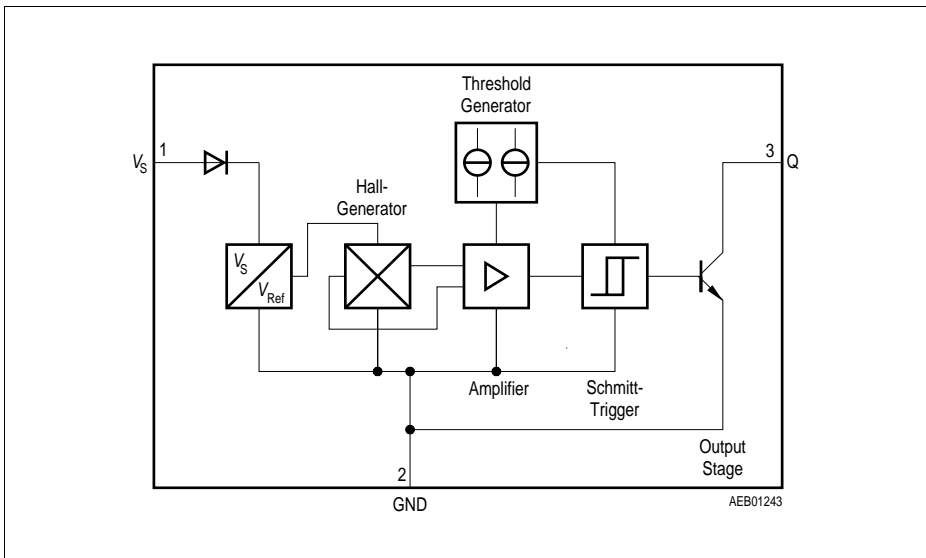 Threshold
Generator
1
V_S
3
Q
Hall-
Generator
V_S
V_Ref
Amplifier
Schmitt-
Trigger
Output
Stage
2
GND
AEB01243